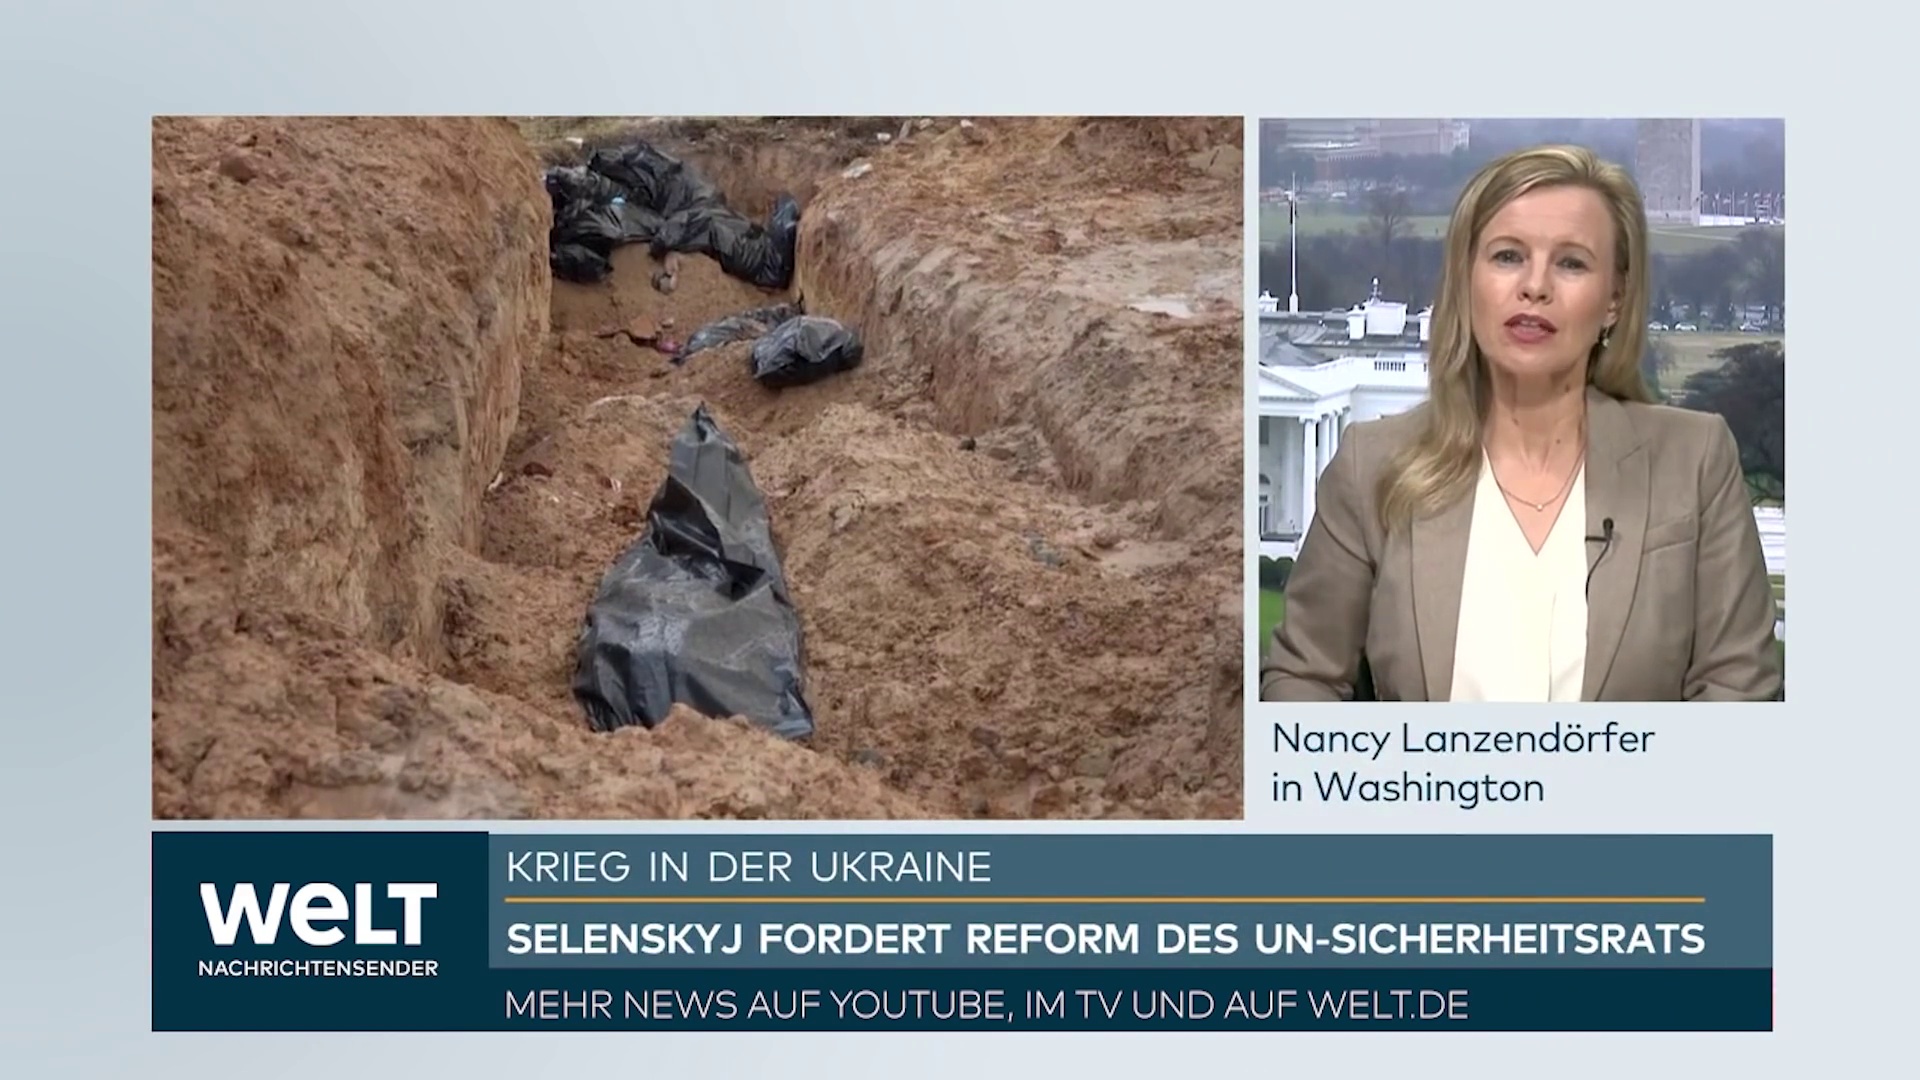 Nancy Lanzendörfer
in Washington
WELT
NACHRICHTENSENDER
KRIEG IN DER UKRAINE
SELENSKYJ FORDERT REFORM DES UN-SICHERHEITSRATS
MEHR NEWS AUF YOUTUBE, IM TV UND AUF WELT.DE